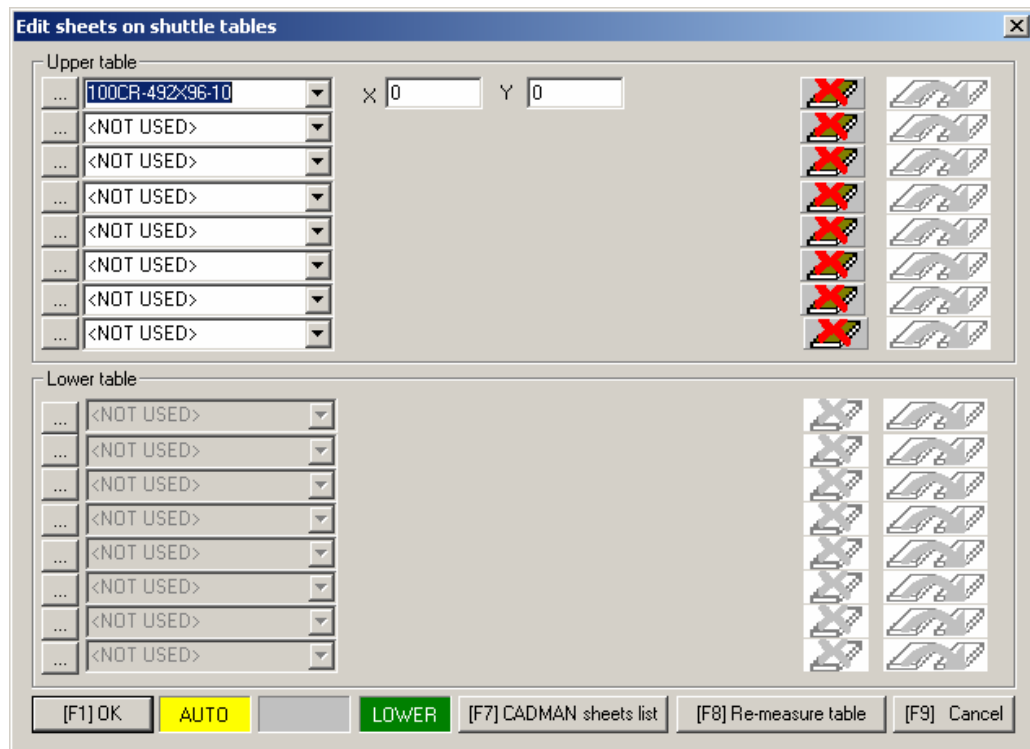 Edit sheets on shuttle tables
Upper table
... 100CR-492X96-10 X 0 Y 0
... <NOT USED>
... <NOT USED>
... <NOT USED>
... <NOT USED>
... <NOT USED>
... <NOT USED>
... <NOT USED>
Lower table
... <NOT USED>
... <NOT USED>
... <NOT USED>
... <NOT USED>
... <NOT USED>
... <NOT USED>
... <NOT USED>
... <NOT USED>
[F1] OK AUTO LOWER [F7] CADMAN sheets list [F8] Re-measure table [F9] Cancel